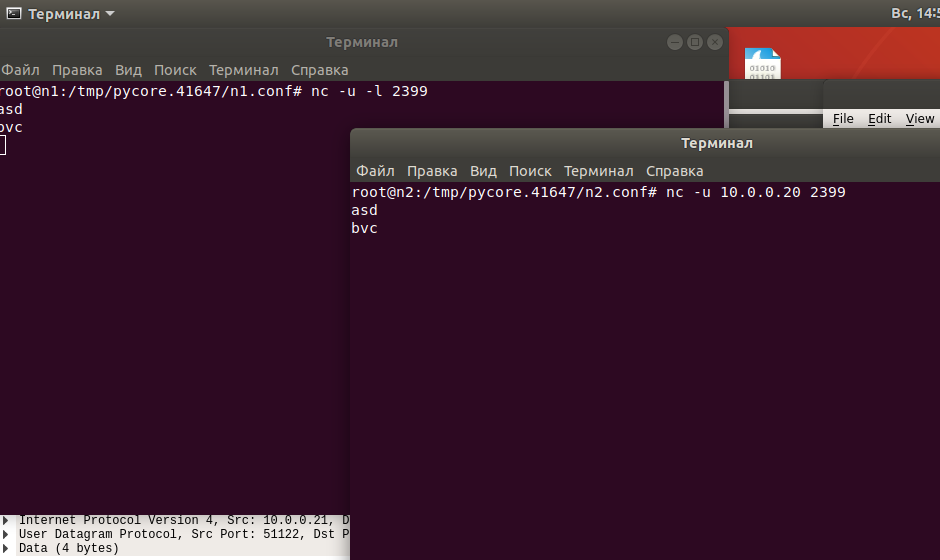 Терминал
Вс, 14:5
Терминал
Файл Правка Вид Поиск Терминал Справка
root@n1:/tmp/pycore.41647/n1.conf# nc -u -l 2399
asd
bvc
01010
File Edit View
Терминал
Файл Правка Вид Поиск Терминал Справка
root@n2:/tmp/pycore.41647/n2.conf# nc -u 10.0.0.20 2399
asd
bvc
Internet Protocol Version 4, Src: 10.0.0.21, D
User Datagram Protocol, Src Port: 51122, Dst P
Data (4 bytes)